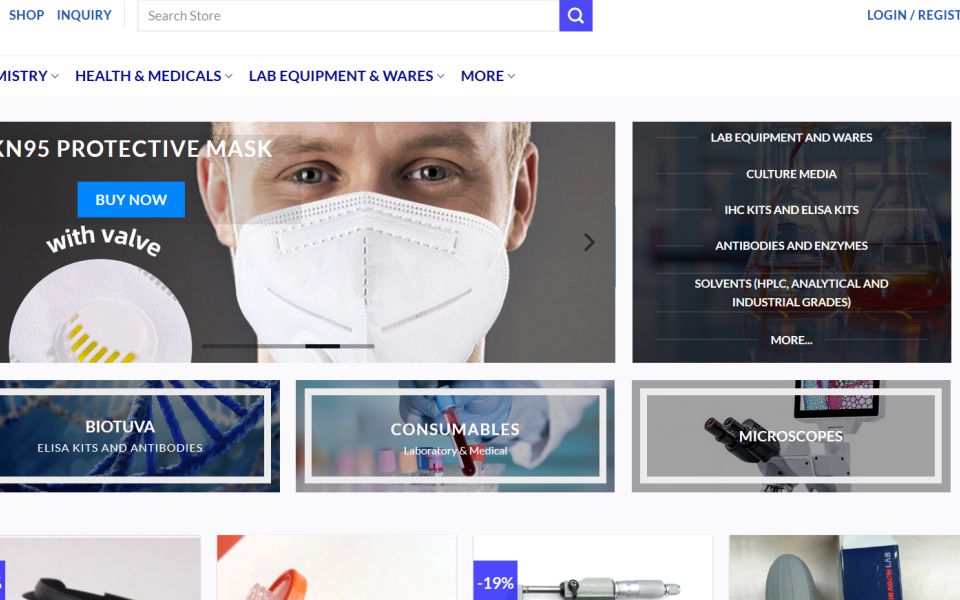 SHOP INQUIRY
Search Store
LOGIN / REGIST
MISTRY HEALTH & MEDICALS LAB EQUIPMENT & WARES MORE
KN95 PROTECTIVE MASK
BUY NOW
with valve
LAB EQUIPMENT AND WARES
CULTURE MEDIA
IHC KITS AND ELISA KITS
ANTIBODIES AND ENZYMES
SOLVENTS (HPLC, ANALYTICAL AND
INDUSTRIAL GRADES)
MORE...
BIOTUVA
ELISA KITS AND ANTIBODIES
CONSUMABLES
Laboratory & Medical
MICROSCOPES
-19%